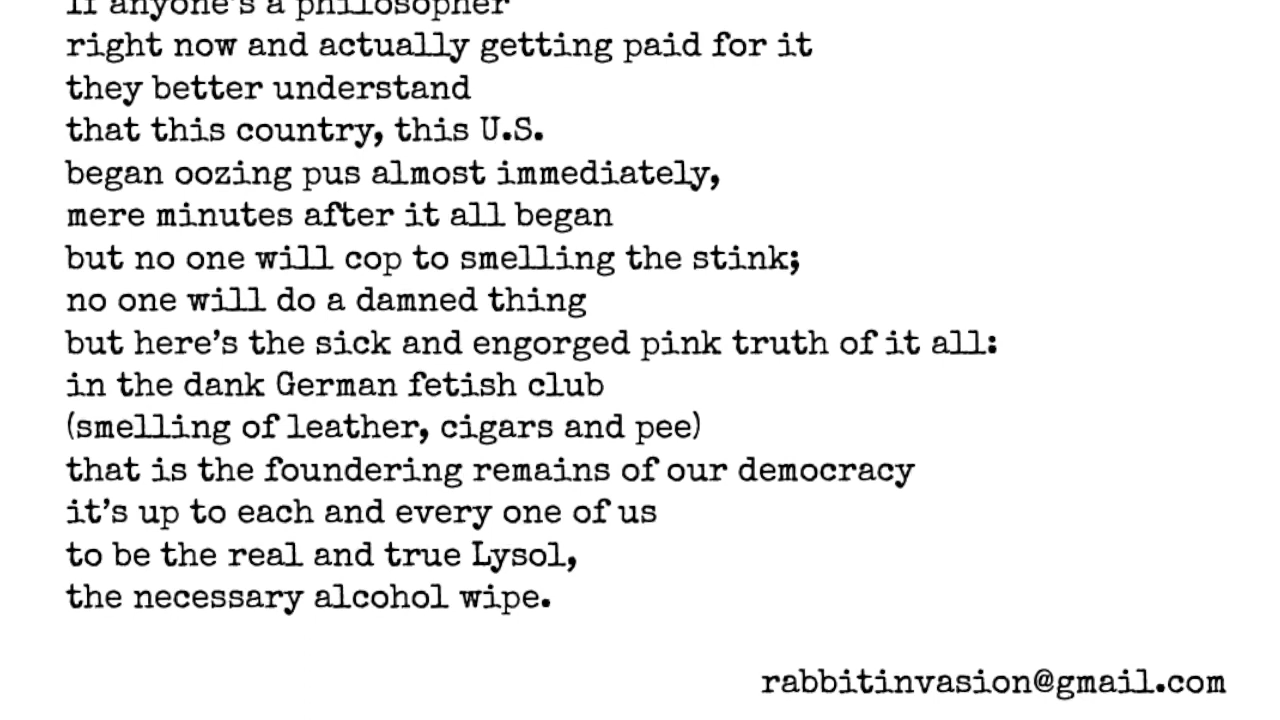 If anyone's a philosopher
right now and actually getting paid for it
they better understand
that this country, this U.S.
began oozing pus almost immediately,
mere minutes after it all began
but no one will cop to smelling the stink;
no one will do a damned thing
but here’s the sick and engorged pink truth of it all:
in the dank German fetish club
(smelling of leather, cigars and pee)
that is the foundering remains of our democracy
it’s up to each and every one of us
to be the real and true Lysol,
the necessary alcohol wipe.
rabbitinvasion@gmail.com